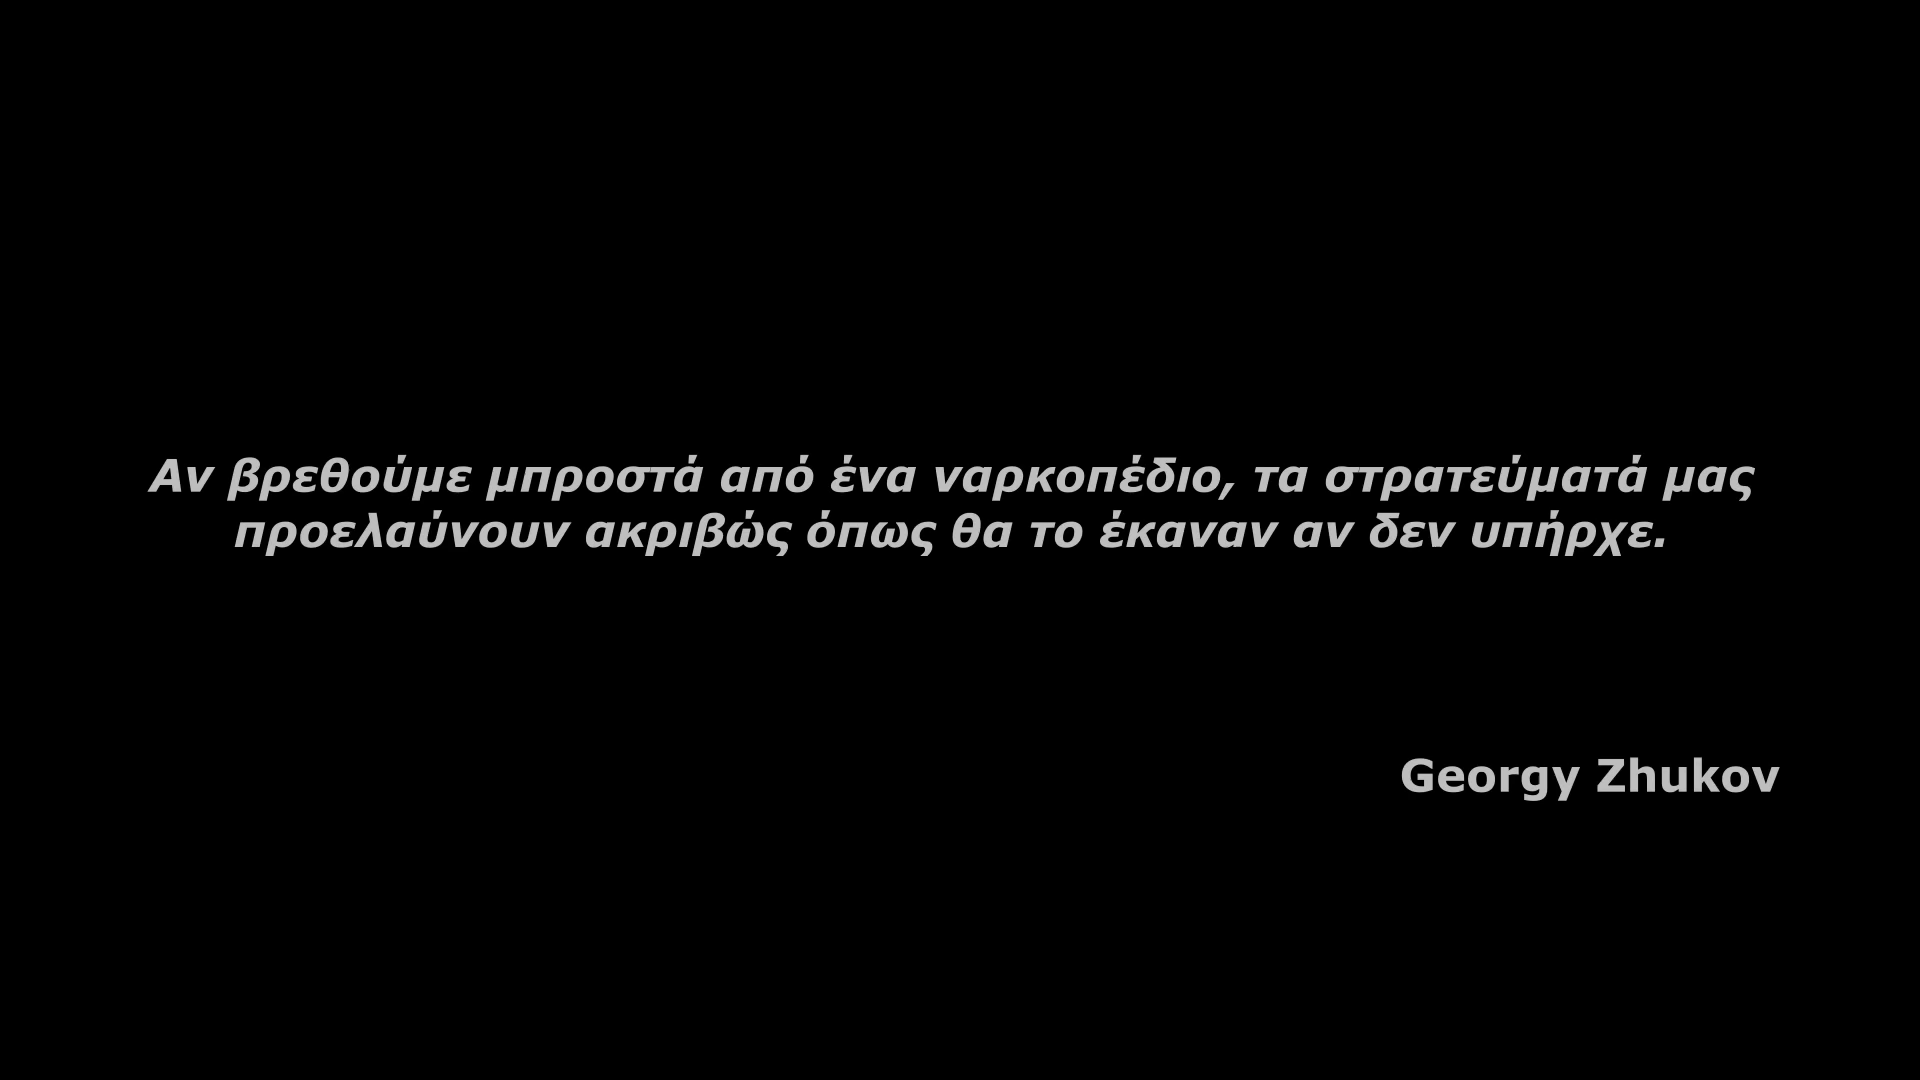 Αν βρεθούμε μπροστά από ένα ναρκοπέδιο, τα στρατεύματά μας
προελαύνουν ακριβώς όπως θα το έκαναν αν δεν υπήρχε.
Georgy Zhukov